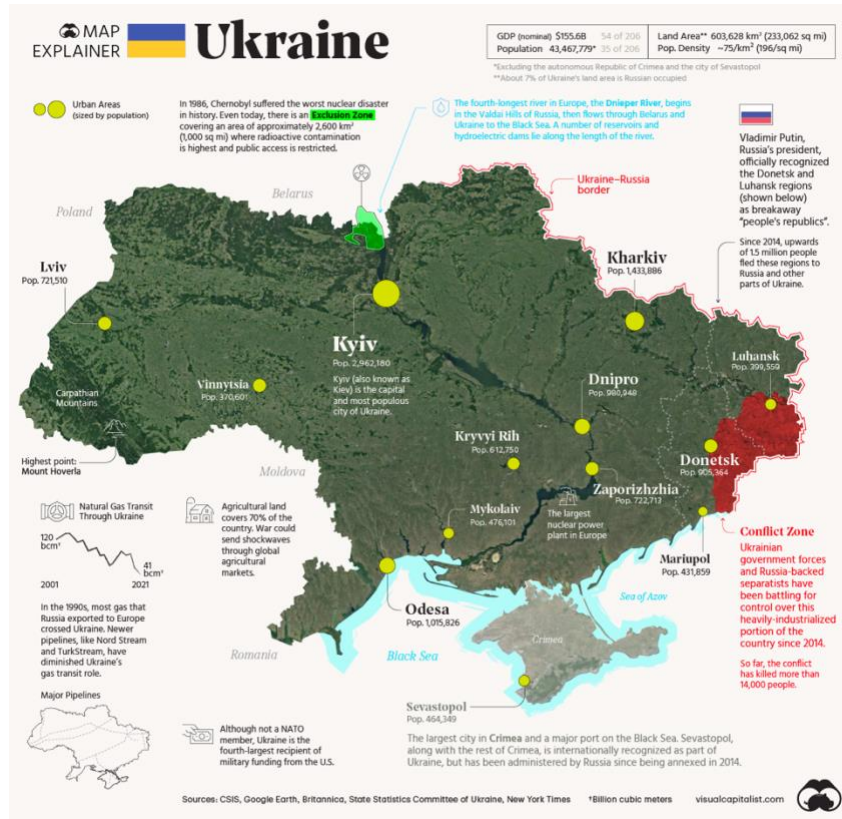 MAP
EXPLAINER
Ukraine
GDP (nominal) $155.6B 54 of 206
Population 43,467,779* 35 of 206
Land Area** 603,628 km² (233,062 sq mi)
Pop. Density ~75/km² (196/sq mi)
*Excluding the autonomous Republic of Crimea and the city of Sevastopol
**About 7% of Ukraine's land area is Russian occupied
Urban Areas
(sized by population)
In 1986, Chernobyl suffered the worst nuclear disaster
in history. Even today, there is an Exclusion Zone
covering an area of approximately 2,600 km²
(1,000 sq mi) where radioactive contamination
is highest and public access is restricted.
The fourth-longest river in Europe, the Dnieper River, begins
in the Valdai Hills of Russia, then flows through Belarus and
Ukraine to the Black Sea. A number of reservoirs and
hydroelectric dams lie along the length of the river.
Vladimir Putin,
Russia's president,
officially recognized
the Donetsk and
Luhansk regions
(shown below)
as breakaway
"people's republics".
Since 2014, upwards
of 1.5 million people
fled these regions to
Russia and other
parts of Ukraine.
Ukraine–Russia
border
Belarus
Poland
Lviv
Pop. 721,510
Kharkiv
Pop. 1,433,886
Kyiv
Pop. 2,962,180
Kyiv (also known as
Kiev) is the capital
and most populous
city of Ukraine.
Luhansk
Pop. 399,559
Vinnytsia
Pop. 370,601
Dnipro
Pop. 980,948
Carpathian
Mountains
Kryvyi Rih
Pop. 612,750
Donetsk
Pop. 905,364
Highest point:
Mount Hoverla
Moldova
Zaporizhzhia
Pop. 722,713
Natural Gas Transit
Through Ukraine
120
bcm†
41
bcm†
2001
2021
Agricultural land
covers 70% of the
country. War could
send shockwaves
through global
agricultural
markets.
Mykolaiv
Pop. 476,101
The largest
nuclear power
plant in Europe
Mariupol
Pop. 431,859
Conflict Zone
Ukrainian
government forces
and Russia-backed
separatists have
been battling for
control over this
heavily-industrialized
portion of the
country since 2014.
So far, the conflict
has killed more than
14,000 people.
In the 1990s, most gas that
Russia exported to Europe
crossed Ukraine. Newer
pipelines, like Nord Stream
and TurkStream, have
diminished Ukraine's
gas transit role.
Odesa
Pop. 1,015,826
Sea of Azov
Romania
Black Sea
Crimea
Major Pipelines
Sevastopol
Pop. 464,349
The largest city in Crimea and a major port on the Black Sea. Sevastopol,
along with the rest of Crimea, is internationally recognized as part of
Ukraine, but has been administered by Russia since being annexed in 2014.
Although not a NATO
member, Ukraine is the
fourth-largest recipient of
military funding from the U.S.
Sources: CSIS, Google Earth, Britannica, State Statistics Committee of Ukraine, New York Times †Billion cubic meters visualcapitalist.com